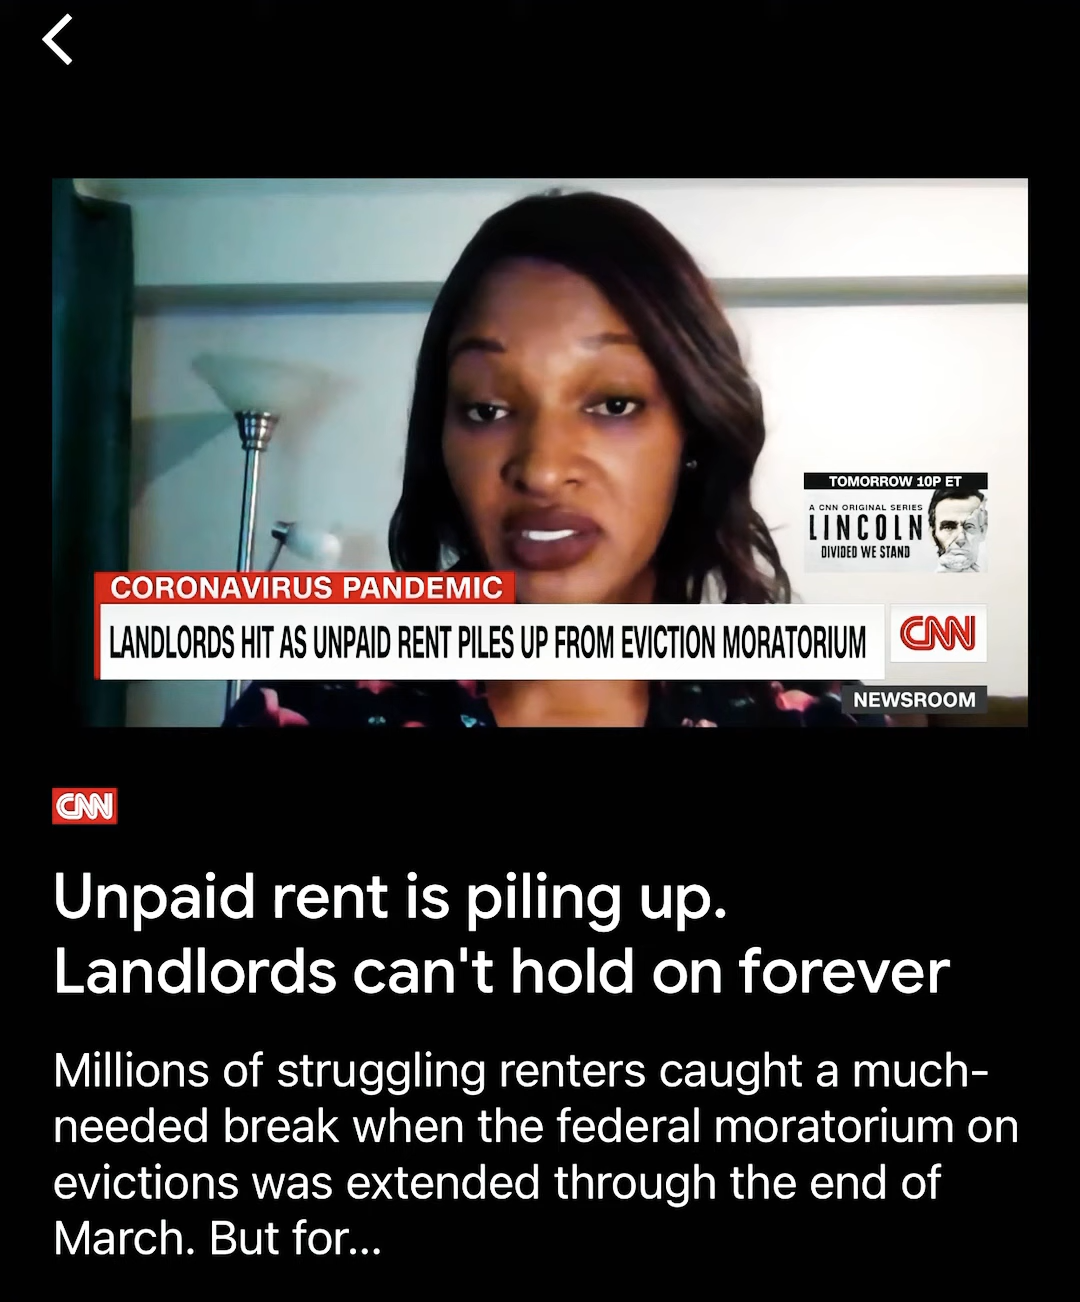 TOMORROW 10P ET
A CNN ORIGINAL SERIES
LINCOLN
DIVIDED WE STAND
CORONAVIRUS PANDEMIC
LANDLORDS HIT AS UNPAID RENT PILES UP FROM EVICTION MORATORIUM
CNN
NEWSROOM
CNN
Unpaid rent is piling up.
Landlords can't hold on forever
Millions of struggling renters caught a much-
needed break when the federal moratorium on
evictions was extended through the end of
March. But for...